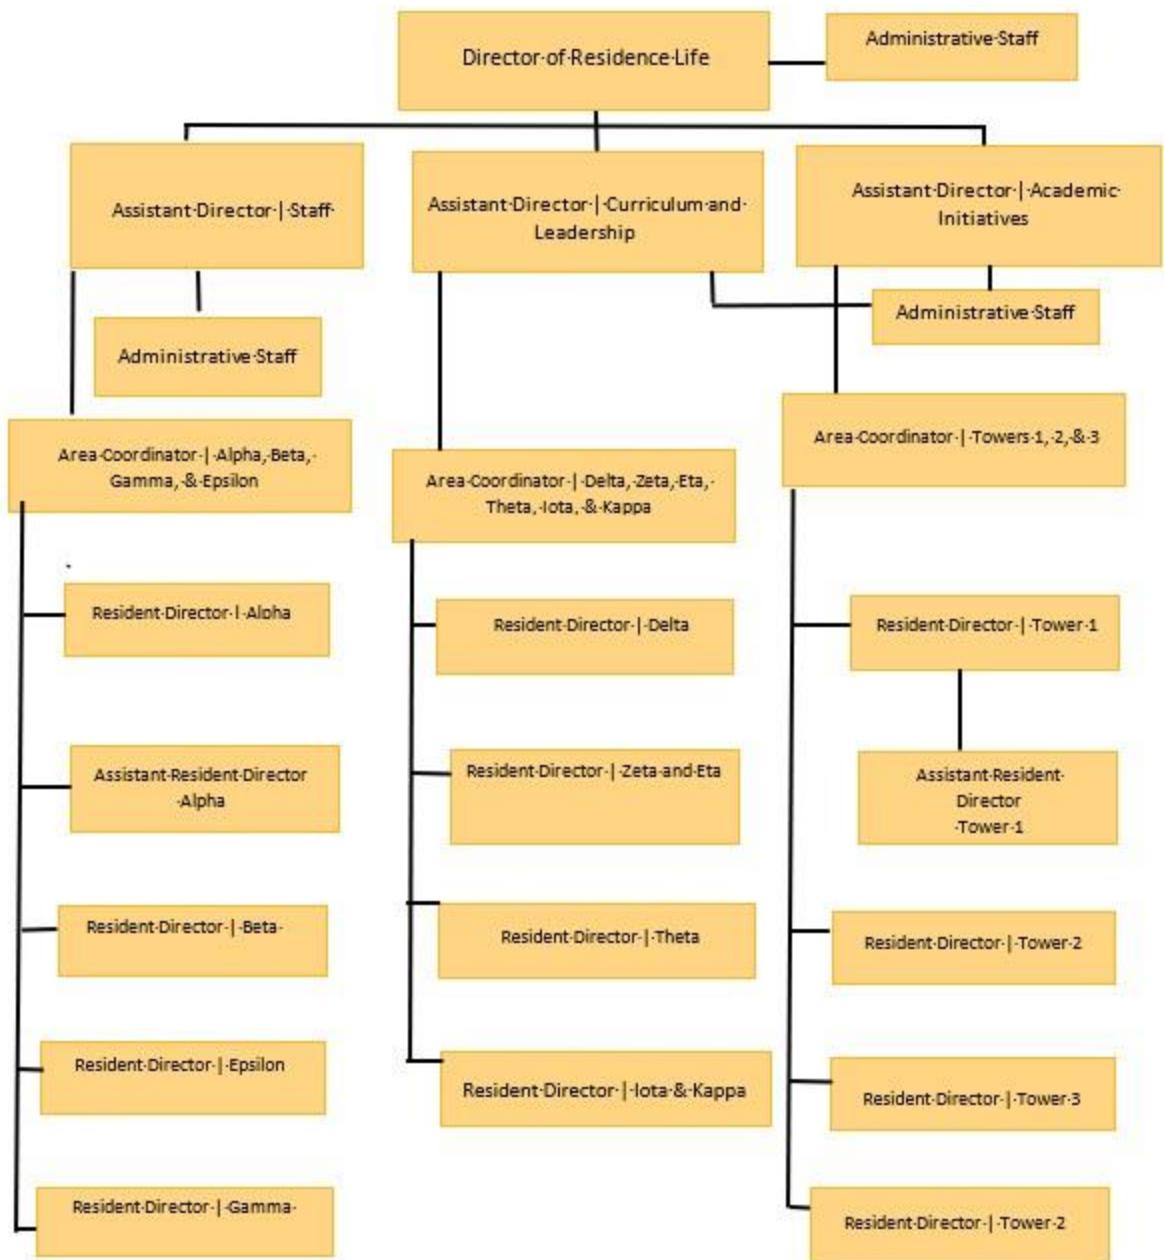 Director of Residence Life
Administrative Staff
Assistant Director | Staff
Assistant Director | Curriculum and
Leadership
Assistant Director | Academic
Initiatives
Administrative Staff
Administrative Staff
Area Coordinator | Alpha, Beta,
Gamma, & Epsilon
Area Coordinator | Delta, Zeta, Eta,
Theta, Iota, & Kappa
Area Coordinator | Towers 1, 2, & 3
Resident Director | Alpha
Assistant Resident Director
Alpha
Resident Director | Beta
Resident Director | Epsilon
Resident Director | Gamma
Resident Director | Delta
Resident Director | Zeta and Eta
Resident Director | Theta
Resident Director | Iota & Kappa
Resident Director | Tower 1
Assistant Resident
Director
Tower 1
Resident Director | Tower 2
Resident Director | Tower 3
Resident Director | Tower 2